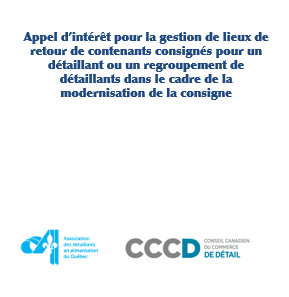 Appel d'intérêt pour la gestion de lieux de
retour de contenants consignés pour un
détaillant ou un regroupement de
détaillants dans le cadre de la
modernisation de la consigne
Association
des détaillants
en alimentation
du Québec
CCCD
CONSEIL CANADIEN
DU COMMERCE
DE DÉTAIL